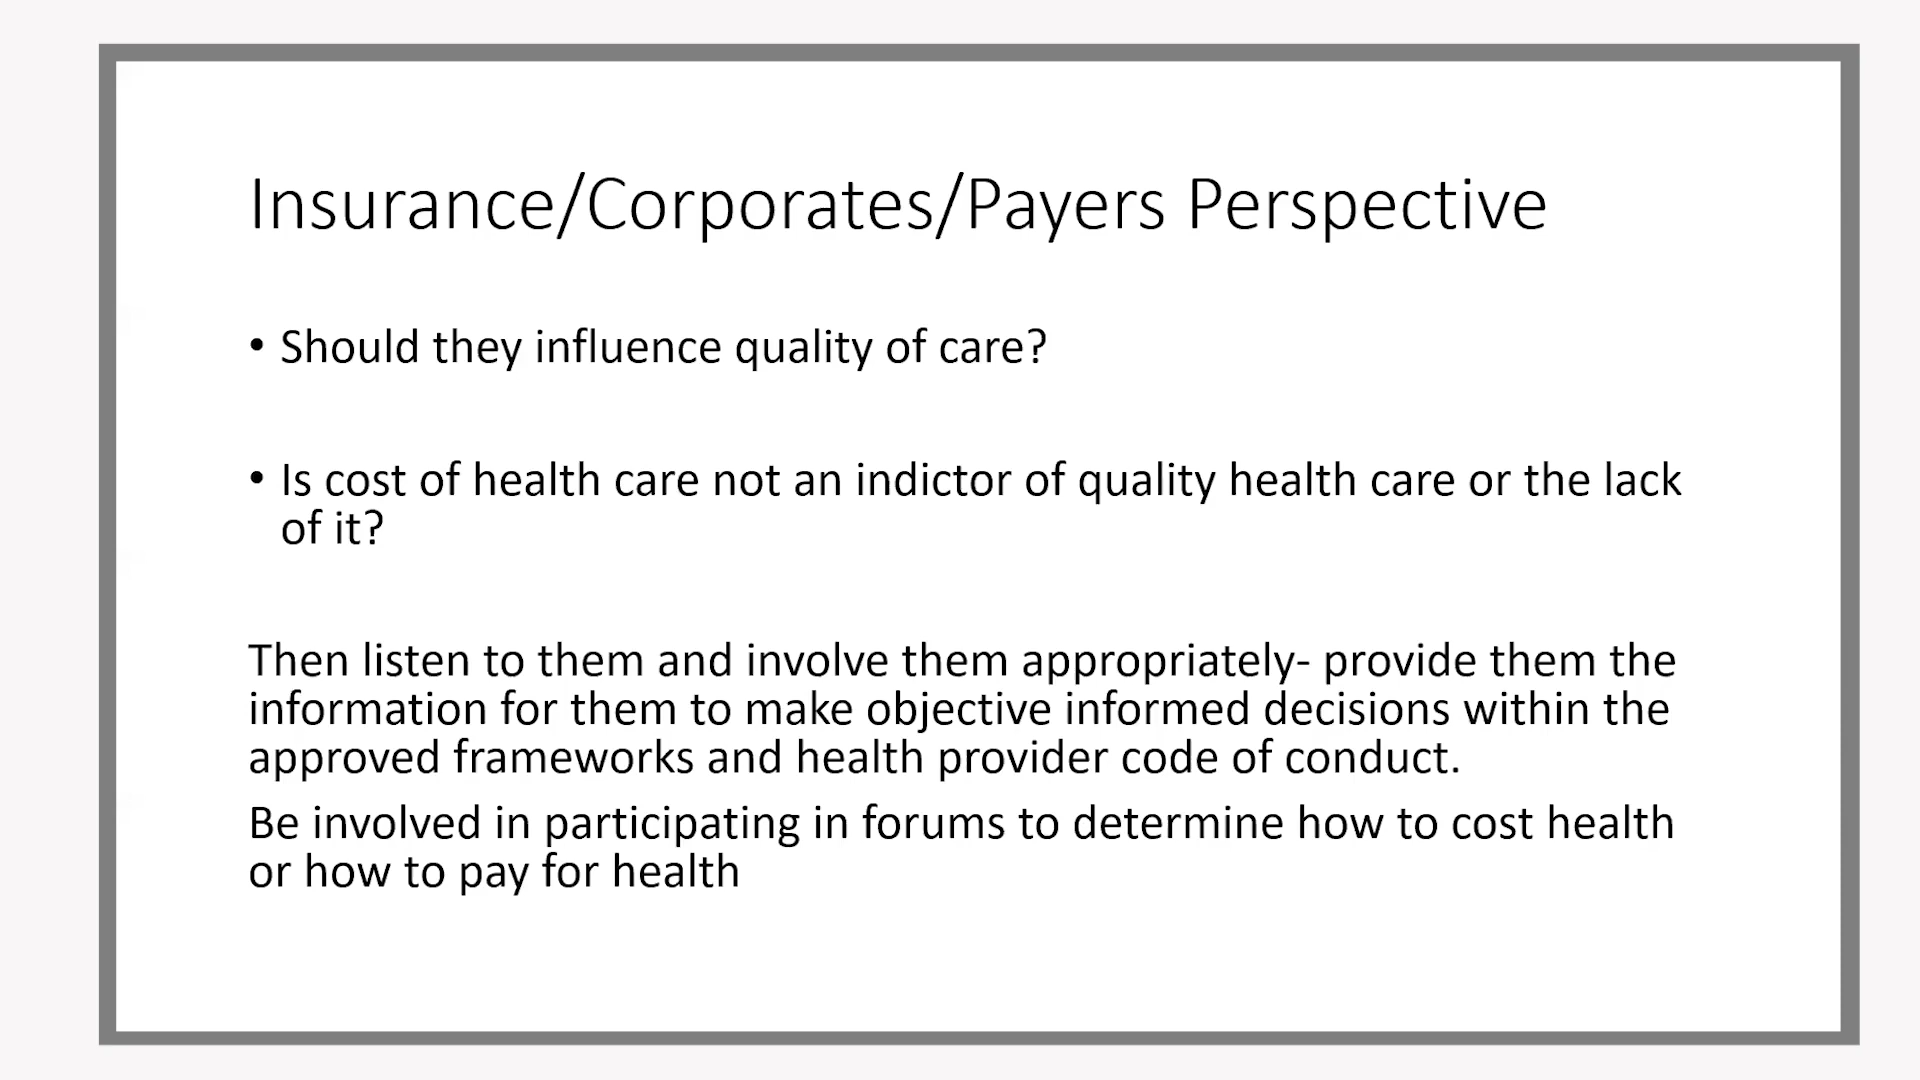 Insurance/Corporates/Payers Perspective
• Should they influence quality of care?
• Is cost of health care not an indictor of quality health care or the lack
of it?
Then listen to them and involve them appropriately- provide them the
information for them to make objective informed decisions within the
approved frameworks and health provider code of conduct.
Be involved in participating in forums to determine how to cost health
or how to pay for health